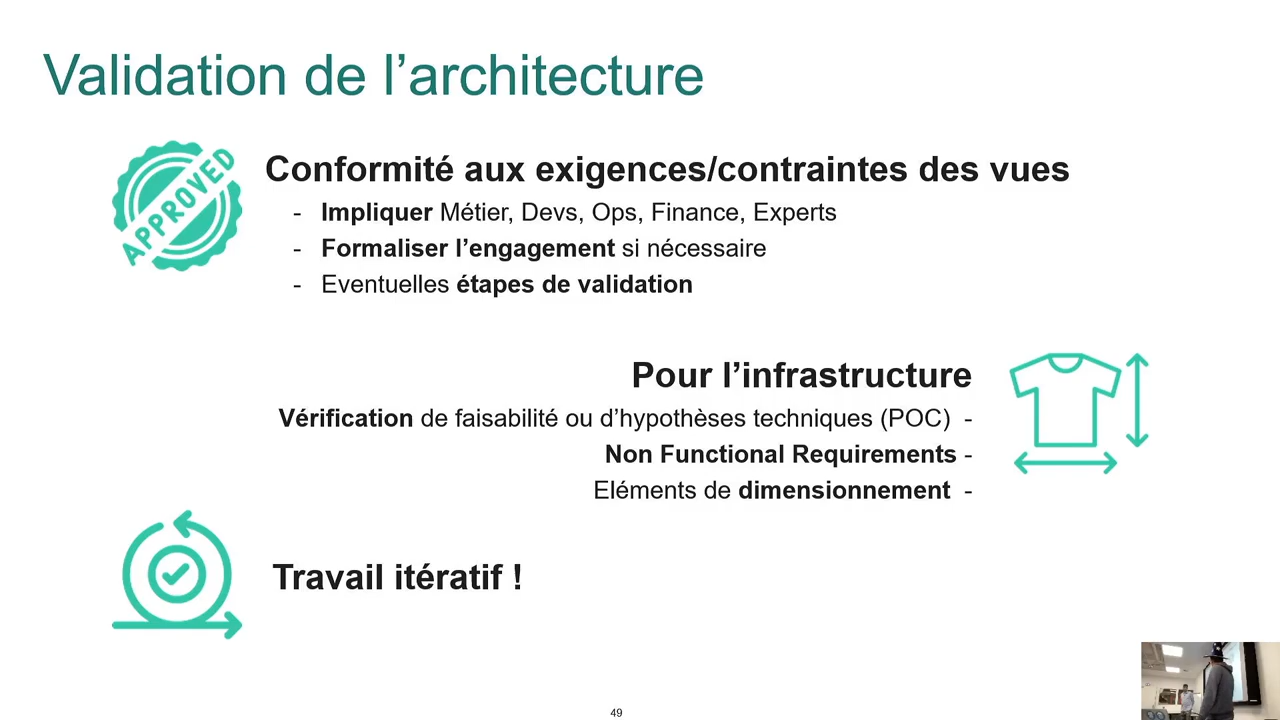 Validation de l’architecture
APPROVED
Conformité aux exigences/contraintes des vues
- Impliquer Métier, Devs, Ops, Finance, Experts
- Formaliser l’engagement si nécessaire
- Eventuelles étapes de validation
Pour l’infrastructure
Vérification de faisabilité ou d’hypothèses techniques (POC) -
Non Functional Requirements -
Eléments de dimensionnement -
Travail itératif !
49